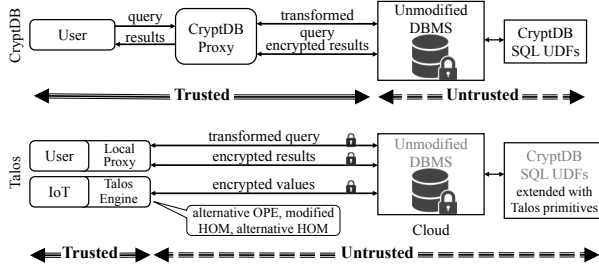 CryptDB
User
query
results
CryptDB
Proxy
transformed
query
encrypted results
Unmodified
DBMS
CryptDB
SQL UDFs
Trusted
Untrusted
Talos
User
Local
Proxy
IoT
Talos
Engine
transformed query
encrypted results
encrypted values
alternative OPE, modified
HOM, alternative HOM
Unmodified
DBMS
Cloud
CryptDB
SQL UDFs
extended with
Talos primitives
Trusted
Untrusted